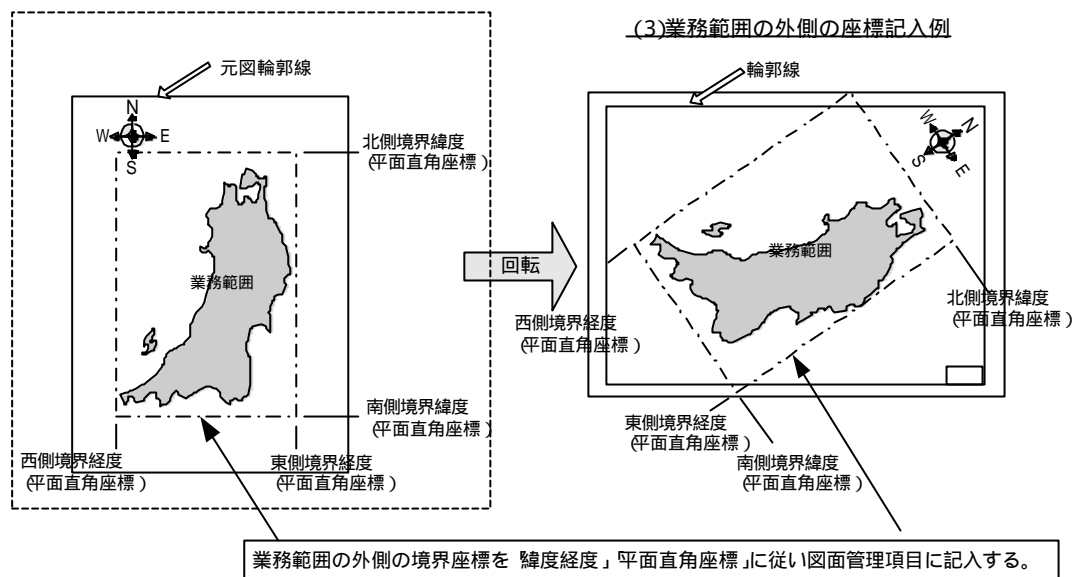 (3)業務範囲の外側の座標記入例
元図輪郭線
N
W
E
S
北側境界緯度
(平面直角座標)
業務範囲
南側境界緯度
(平面直角座標)
西側境界経度
(平面直角座標)
東側境界経度
(平面直角座標)
回転
輪郭線
W
N
S
E
業務範囲
西側境界経度
(平面直角座標)
北側境界緯度
(平面直角座標)
東側境界経度
(平面直角座標)
南側境界緯度
(平面直角座標)
業務範囲の外側の境界座標を「緯度経度」「平面直角座標」に従い図面管理項目に記入する。